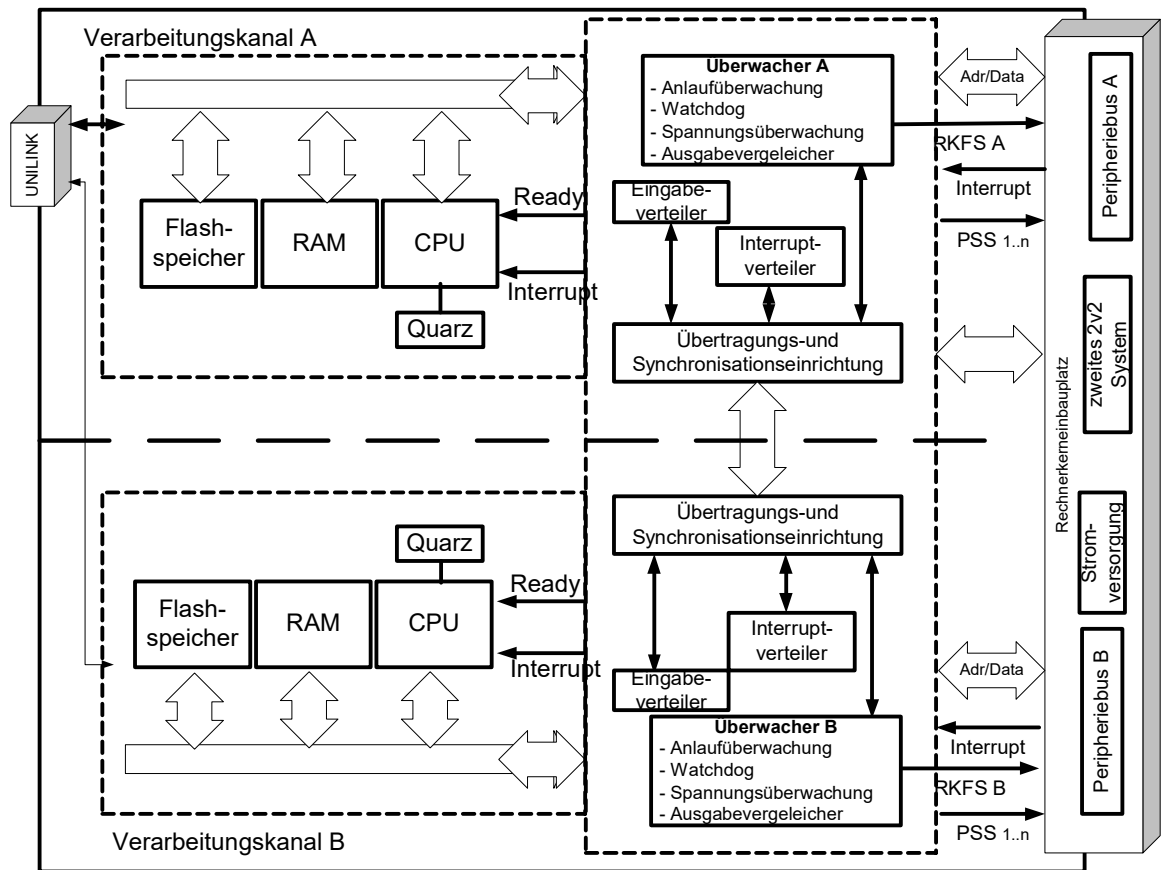 Verarbeitungskanal A
UNILINK
Flash-
speicher
RAM
CPU
Quarz
Ready
Interrupt
Überwacher A
- Anlaufüberwachung
- Watchdog
- Spannungsüberwachung
- Ausgabevergeleicher
Eingabe-
verteiler
Interrupt-
verteiler
Übertragungs-und
Synchronisationseinrichtung
Adr/Data
RKFS A
Interrupt
PSS 1..n
Rechnerkerneinbauplatz
Peripheriebus A
zweites 2v2
System
Strom-
versorgung
Peripheriebus B
Übertragungs-und
Synchronisationseinrichtung
Quarz
Flash-
speicher
RAM
CPU
Ready
Interrupt
Interrupt-
verteiler
Eingabe-
verteiler
Überwacher B
- Anlaufüberwachung
- Watchdog
- Spannungsüberwachung
- Ausgabevergeleicher
Adr/Data
Interrupt
RKFS B
PSS 1..n
Verarbeitungskanal B